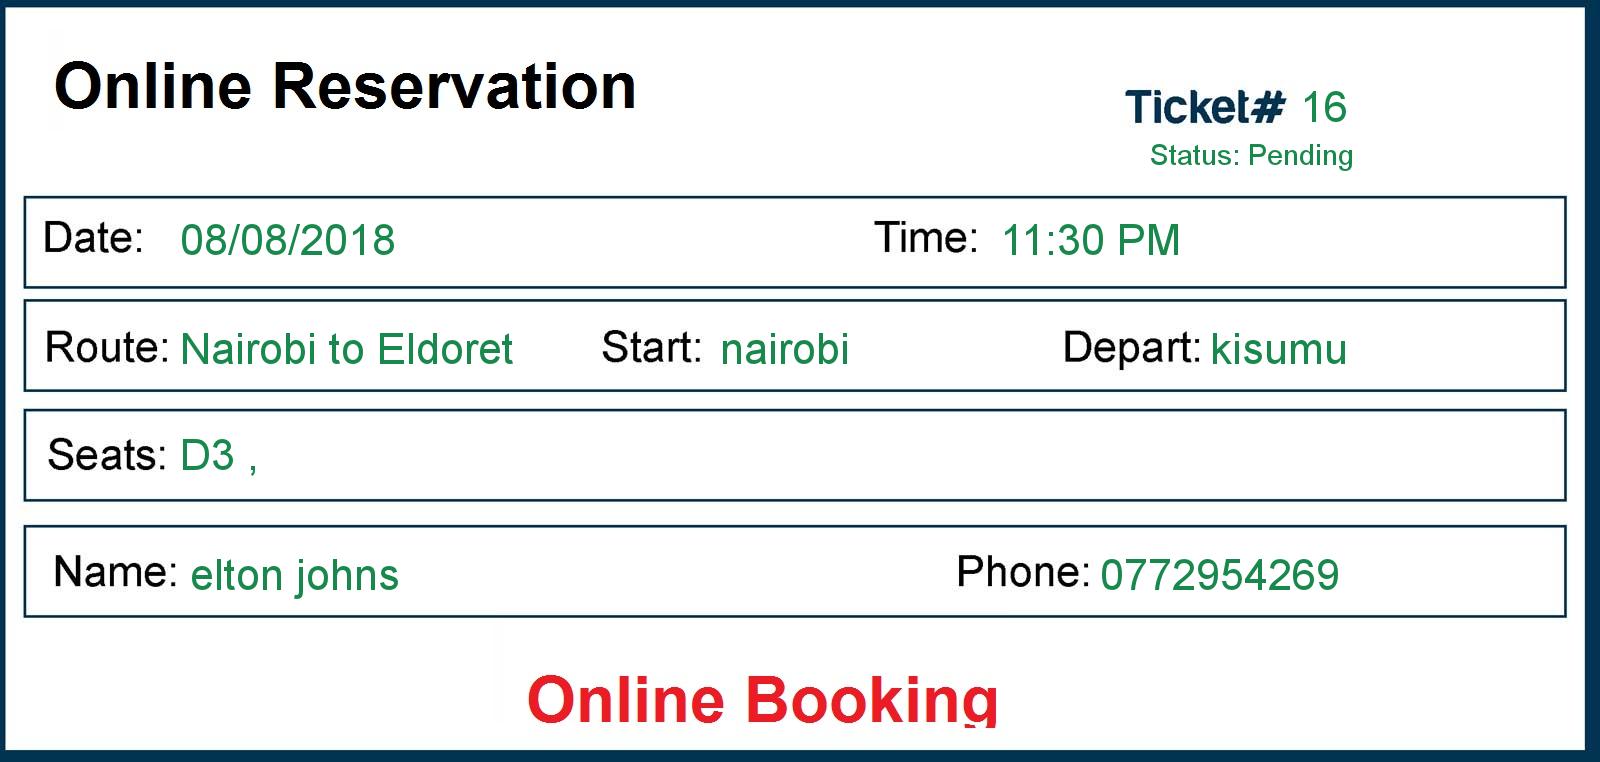 Online Reservation
Ticket# 16
Status: Pending
Date: 08/08/2018 Time: 11:30 PM
Route: Nairobi to Eldoret Start: nairobi Depart: kisumu
Seats: D3 ,
Name: elton johns Phone: 0772954269
Online Booking